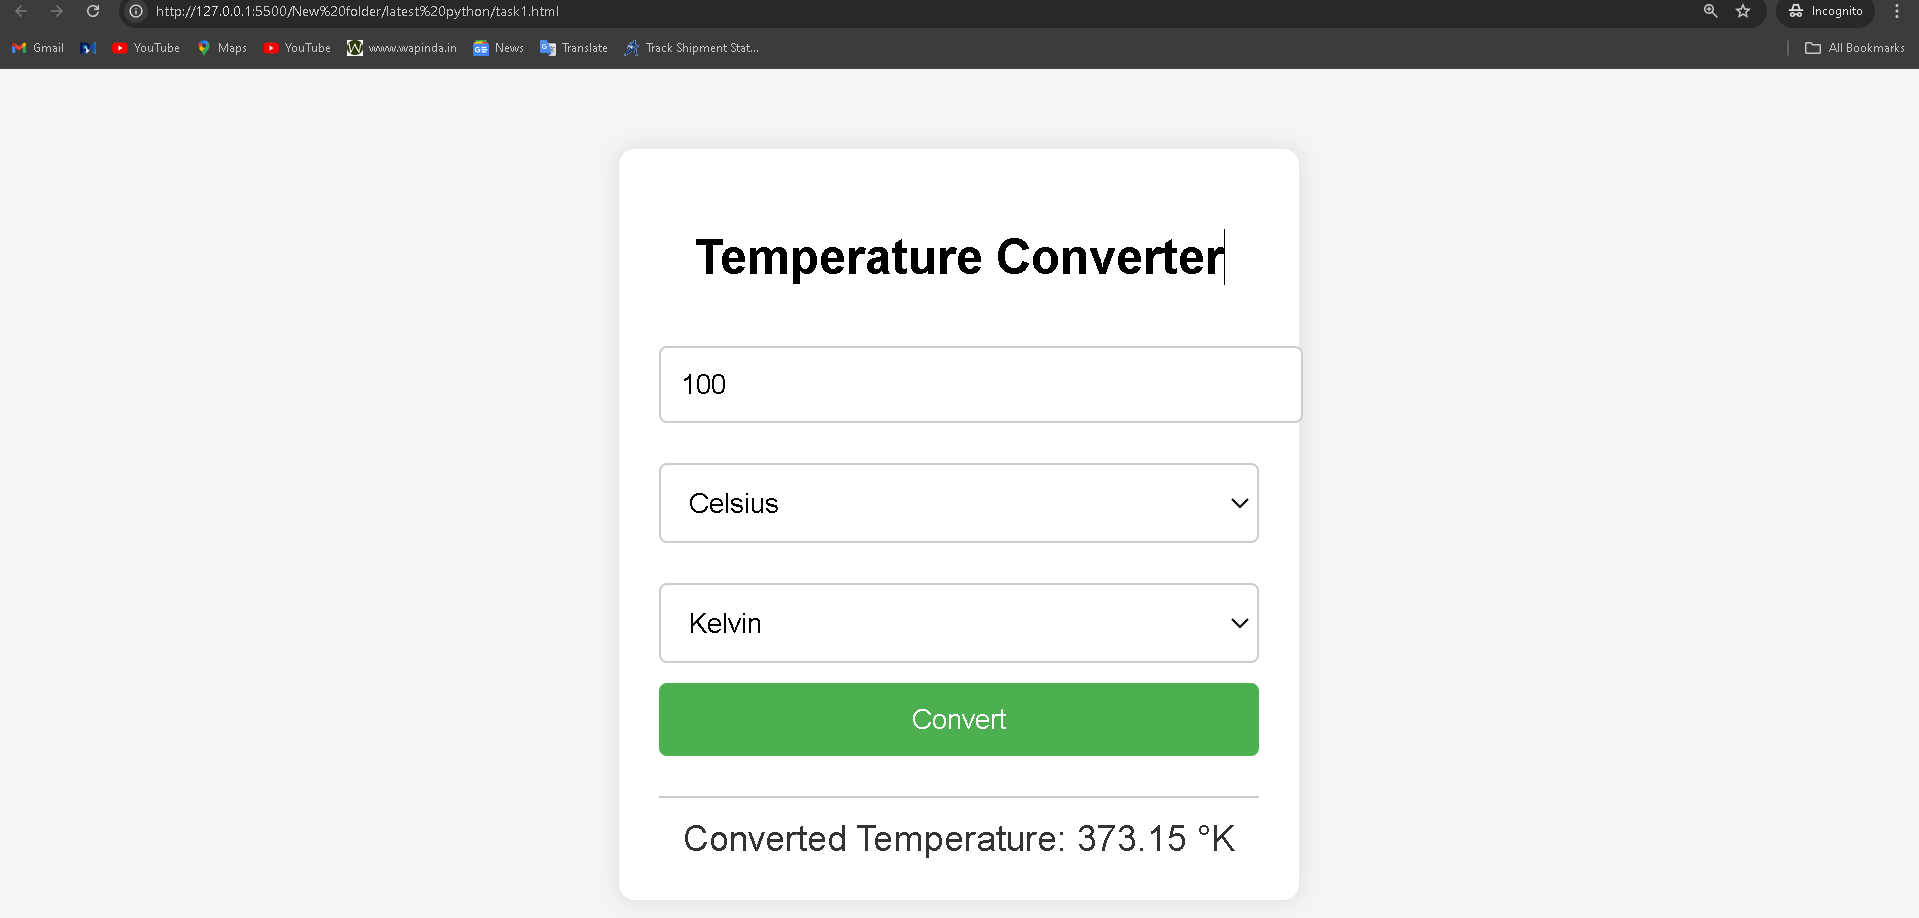 http://127.0.0.1:5500/New%20folder/latest%20python/task1.html
Incognito
Gmail YouTube Maps YouTube www.wapinda.in News Translate Track Shipment Stat... All Bookmarks
Temperature Converter
100
Celsius
Kelvin
Convert
Converted Temperature: 373.15 °K